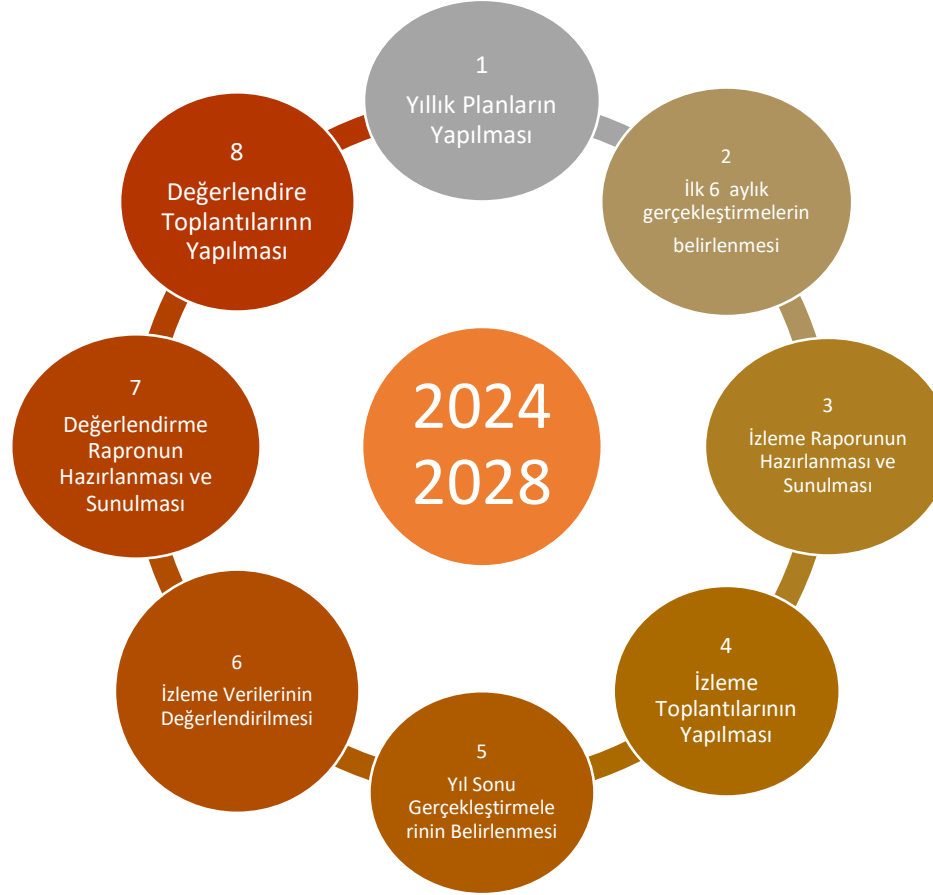 1
Yıllık Planların
Yapılması
2
İlk 6 aylık
gerçekleştirmelerin
belirlenmesi
3
İzleme Raporunun
Hazırlanması ve
Sunulması
4
İzleme
Toplantılarının
Yapılması
5
Yıl Sonu
Gerçekleştirmele
rinin Belirlenmesi
6
İzleme Verilerinin
Değerlendirilmesi
7
Değerlendirme
Rapronun
Hazırlanması ve
Sunulması
8
Değerlendire
Toplantılarınn
Yapılması
2024
2028